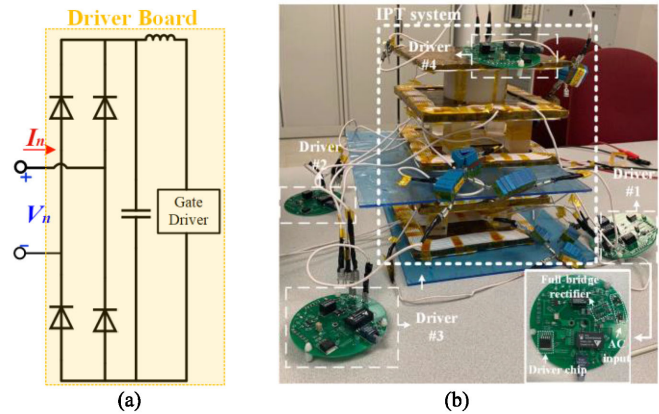 Driver Board
I_n
+
V_n
-
Gate
Driver
(a)
IPT system
Driver
#4
Driver
#2
Driver
#1
Driver
#3
Full-bridge
rectifier
AC
input
Driver chip
(b)